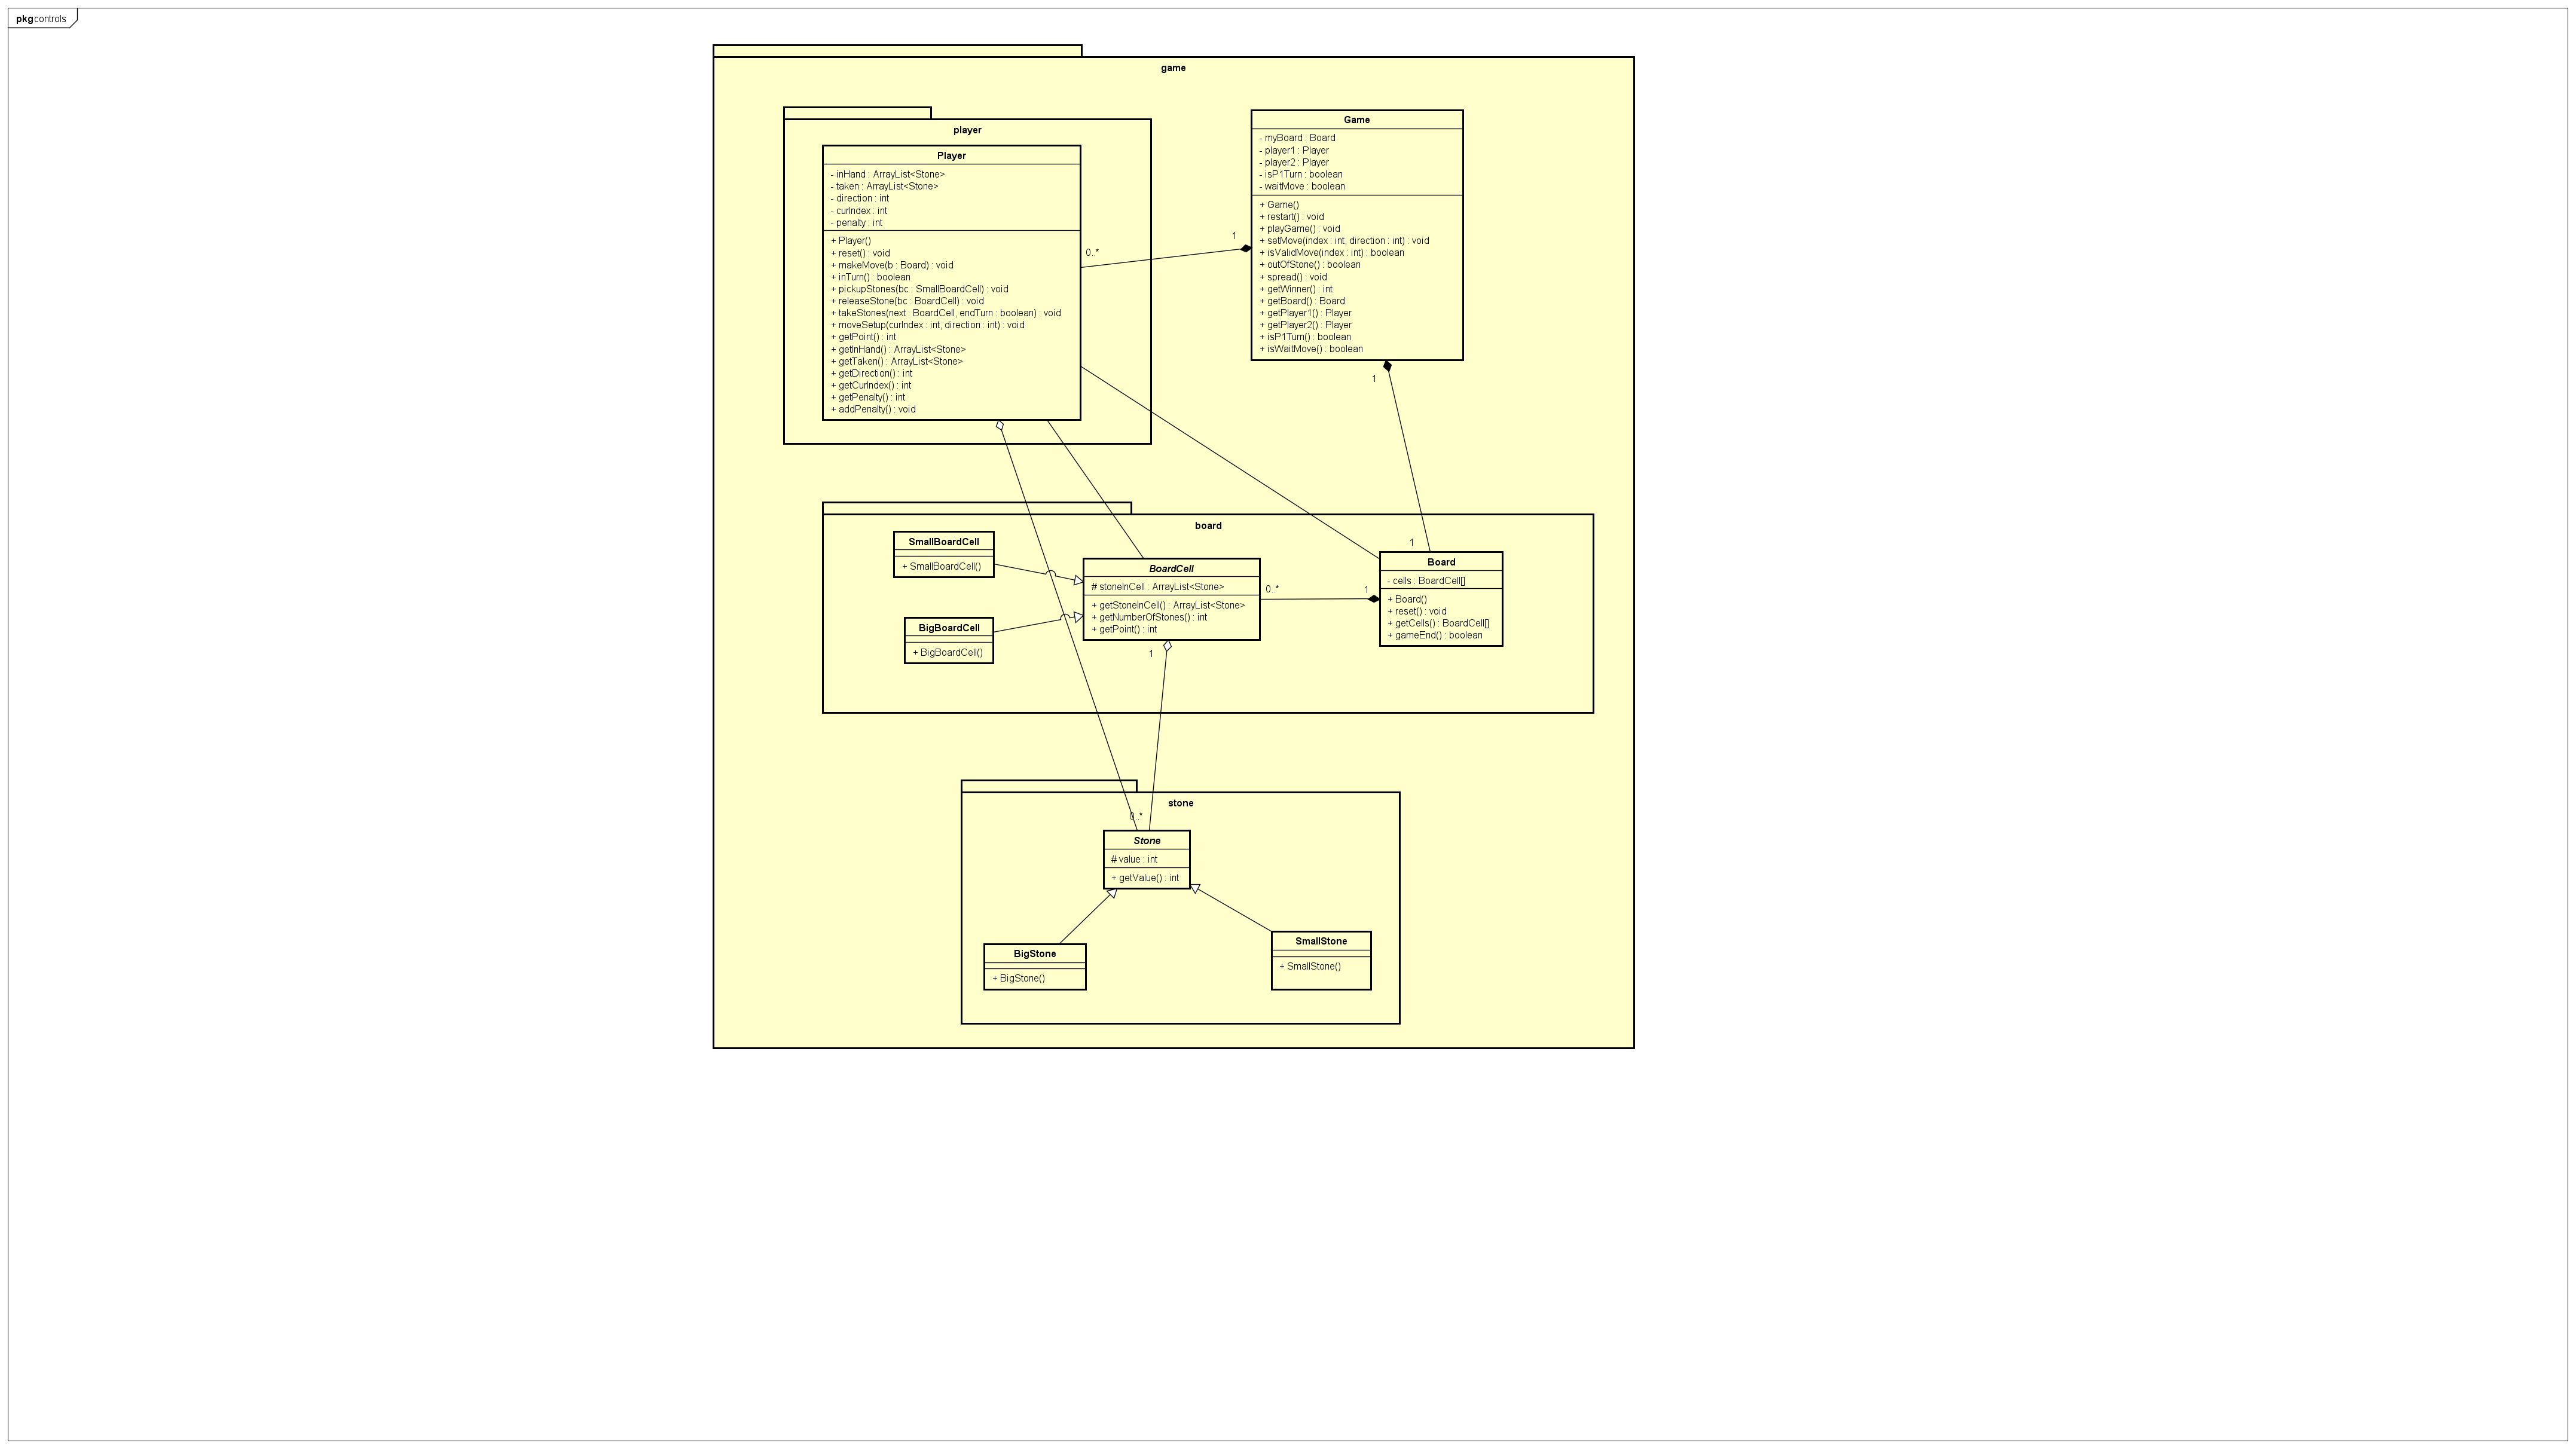 pkg controls
game
player
Player
- inHand : ArrayList<Stone>
- taken : ArrayList<Stone>
- direction : int
- curIndex : int
- penalty : int
+ Player()
+ reset() : void
+ makeMove(b : Board) : void
+ inTurn() : boolean
+ pickupStones(bc : SmallBoardCell) : void
+ releaseStone(bc : BoardCell) : void
+ takeStones(next : BoardCell, endTurn : boolean) : void
+ moveSetup(curIndex : int, direction : int) : void
+ getPoint() : int
+ getInHand() : ArrayList<Stone>
+ getTaken() : ArrayList<Stone>
+ getDirection() : int
+ getCurIndex() : int
+ getPenalty() : int
+ addPenalty() : void
0..*
1
Game
- myBoard : Board
- player1 : Player
- player2 : Player
- isP1Turn : boolean
- waitMove : boolean
+ Game()
+ restart() : void
+ playGame() : void
+ setMove(index : int, direction : int) : void
+ isValidMove(index : int) : boolean
+ outOfStone() : boolean
+ spread() : void
+ getWinner() : int
+ getBoard() : Board
+ getPlayer1() : Player
+ getPlayer2() : Player
+ isP1Turn() : boolean
+ isWaitMove() : boolean
1
1
board
SmallBoardCell
+ SmallBoardCell()
BigBoardCell
+ BigBoardCell()
BoardCell
# stoneInCell : ArrayList<Stone>
+ getStoneInCell() : ArrayList<Stone>
+ getNumberOfStones() : int
+ getPoint() : int
0..*
1
Board
- cells : BoardCell[]
+ Board()
+ reset() : void
+ getCells() : BoardCell[]
+ gameEnd() : boolean
1
stone
0..*
Stone
# value : int
+ getValue() : int
BigStone
+ BigStone()
SmallStone
+ SmallStone()